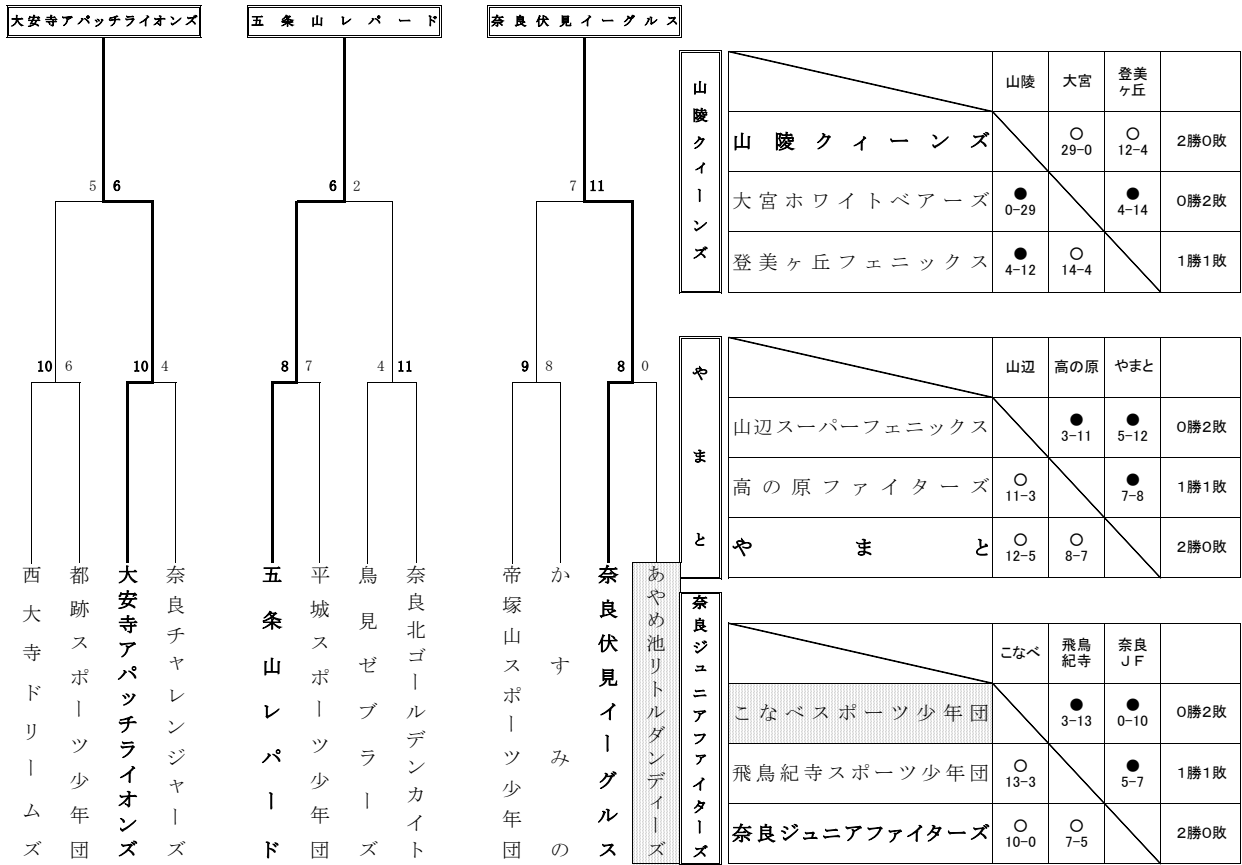 大安寺アパッチライオンズ
五条山レパード
奈良伏見イーグルス
5 6
6 2
7 11
10 6
10 4
8 7
4 11
9 8
8 0
西大寺ドリームズ
都跡スポーツ少年団
大安寺アパッチライオンズ
奈良チャレンジャーズ
五条山レパード
平城スポーツ少年団
鳥見ゼブラーズ
奈良北ゴールデンカイト
帝塚山スポーツ少年団
かすみの
奈良伏見イーグルス
あやめ池リトルダンディーズ
山陵クィーンズ
山陵 大宮 登美ヶ丘
山陵クィーンズ ○ 29-0 ○ 12-4 2勝0敗
大宮ホワイトベアーズ ● 0-29 ● 4-14 0勝2敗
登美ヶ丘フェニックス ● 4-12 ○ 14-4 1勝1敗
やまと
山辺 高の原 やまと
山辺スーパーフェニックス ● 3-11 ● 5-12 0勝2敗
高の原ファイターズ ○ 11-3 ● 7-8 1勝1敗
やまと ○ 12-5 ○ 8-7 2勝0敗
奈良ジュニアファイターズ
こなべ 飛鳥紀寺 奈良JF
こなべスポーツ少年団 ● 3-13 ● 0-10 0勝2敗
飛鳥紀寺スポーツ少年団 ○ 13-3 ● 5-7 1勝1敗
奈良ジュニアファイターズ ○ 10-0 ○ 7-5 2勝0敗